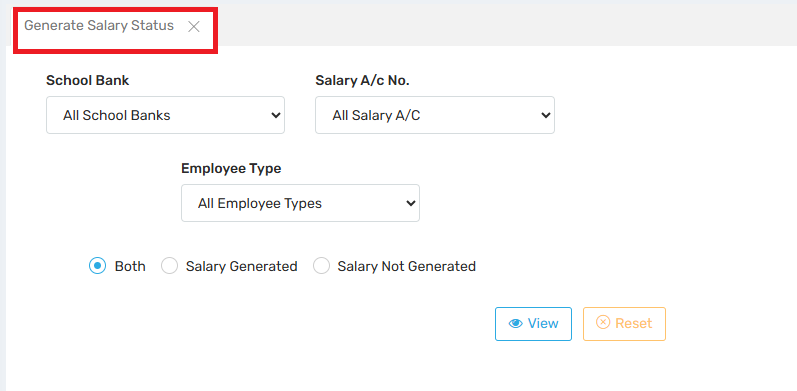 Generate Salary Status
School Bank Salary A/c No.
All School Banks All Salary A/C
Employee Type
All Employee Types
Both Salary Generated Salary Not Generated
View Reset